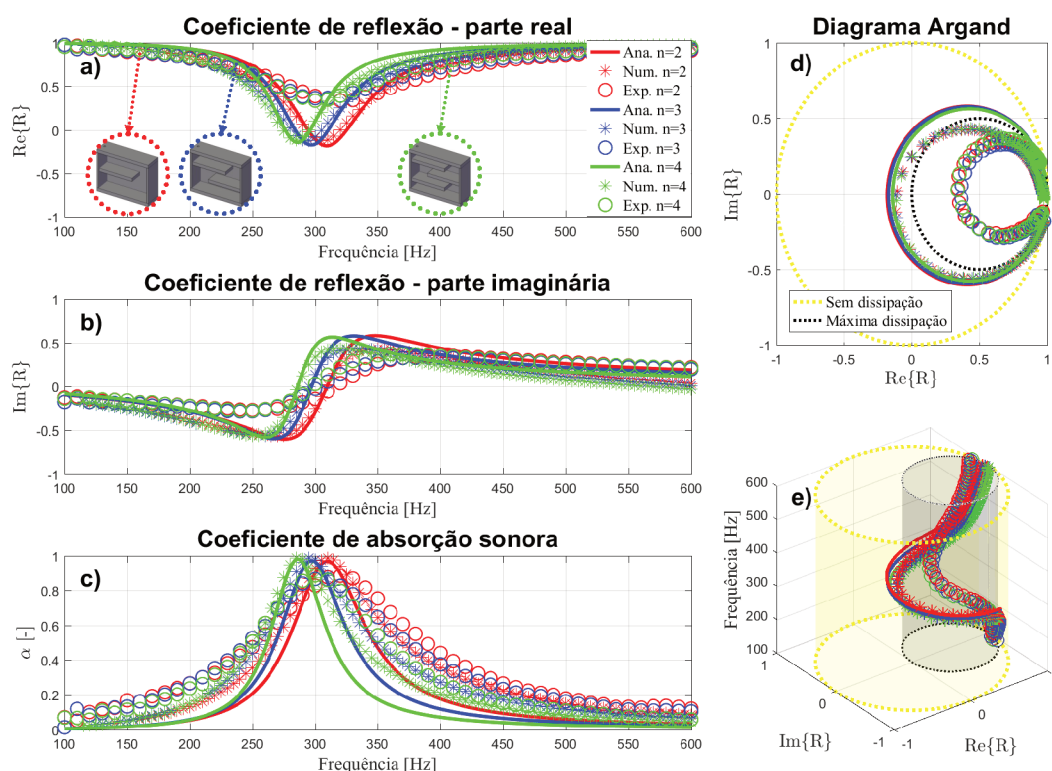 Coeficiente de reflexão - parte real
a)
1
0.5
0
-0.5
-1
Re{R}
100 150 200 250 300 350 400 450 500 550 600
Frequência [Hz]
Ana. n=2
Num. n=2
Exp. n=2
Ana. n=3
Num. n=3
Exp. n=3
Ana. n=4
Num. n=4
Exp. n=4
Coeficiente de reflexão - parte imaginária
b)
1
0.5
0
-0.5
-1
Im{R}
100 150 200 250 300 350 400 450 500 550 600
Frequência [Hz]
Coeficiente de absorção sonora
c)
1
0.8
0.6
0.4
0.2
0
α [-]
100 150 200 250 300 350 400 450 500 550 600
Frequência [Hz]
Diagrama Argand
d)
1
0.5
0
-0.5
-1
Im{R}
Sem dissipação
Máxima dissipação
-1 -0.5 0 0.5 1
Re{R}
e)
600
500
400
300
200
100
Frequência [Hz]
1
0
-1
Im{R}
-1
0
Re{R}